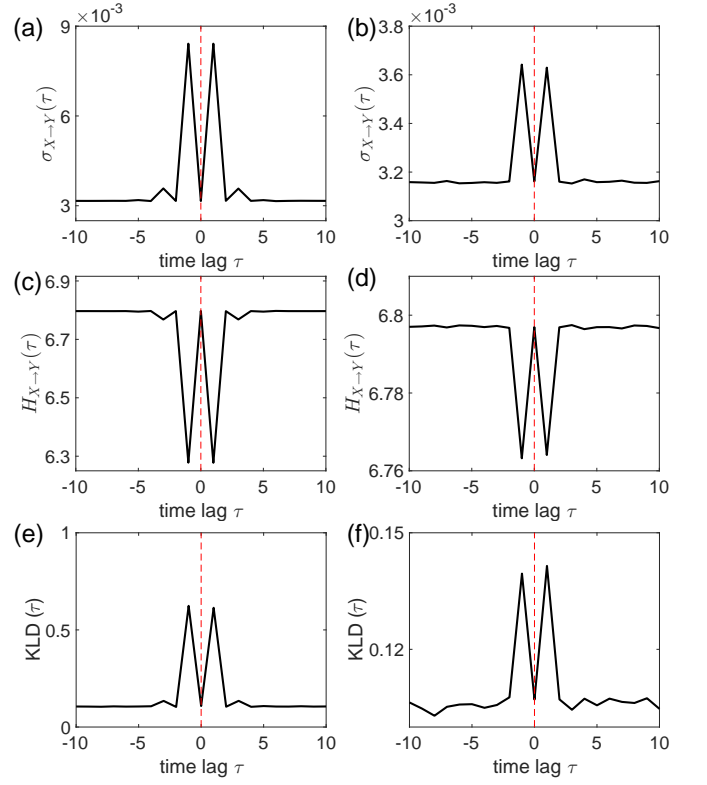 (a)
×10⁻³
9
6
3
σ_{X→Y}(τ)
-10 -5 0 5 10
time lag τ
(b)
×10⁻³
3.8
3.6
3.4
3.2
3
σ_{X→Y}(τ)
-10 -5 0 5 10
time lag τ
(c)
6.9
6.7
6.5
6.3
H_{X→Y}(τ)
-10 -5 0 5 10
time lag τ
(d)
6.8
6.78
6.76
H_{X→Y}(τ)
-10 -5 0 5 10
time lag τ
(e)
1
0.5
0
KLD (τ)
-10 -5 0 5 10
time lag τ
(f)
0.15
0.12
KLD (τ)
-10 -5 0 5 10
time lag τ